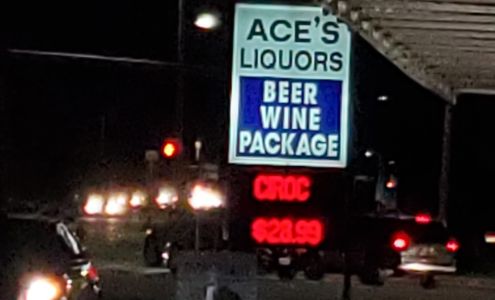 ACE'S
LIQUORS
BEER
WINE
PACKAGE
CIROC
$28.99